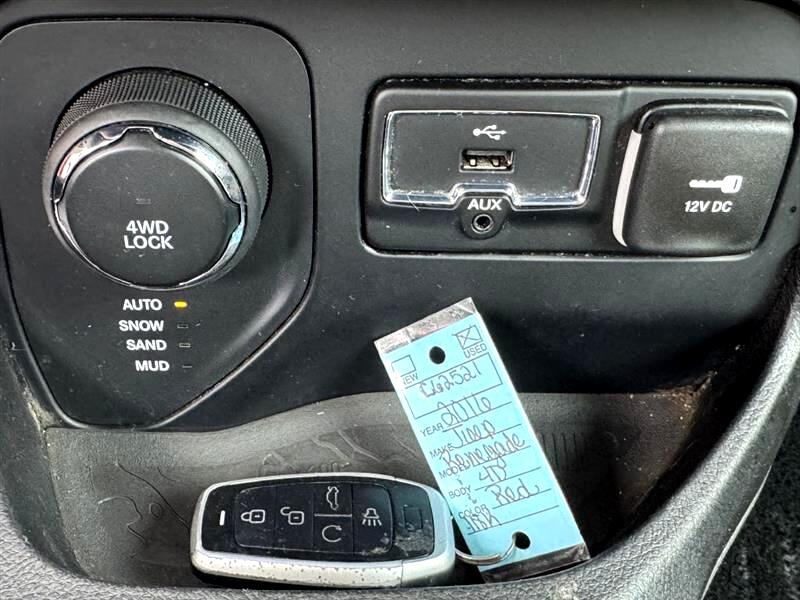 4WD
LOCK
AUTO
SNOW
SAND
MUD
AUX
12V DC
USED
YEAR 2016
MAKE Jeep
Renegade
BODY 4D
COLOR Red